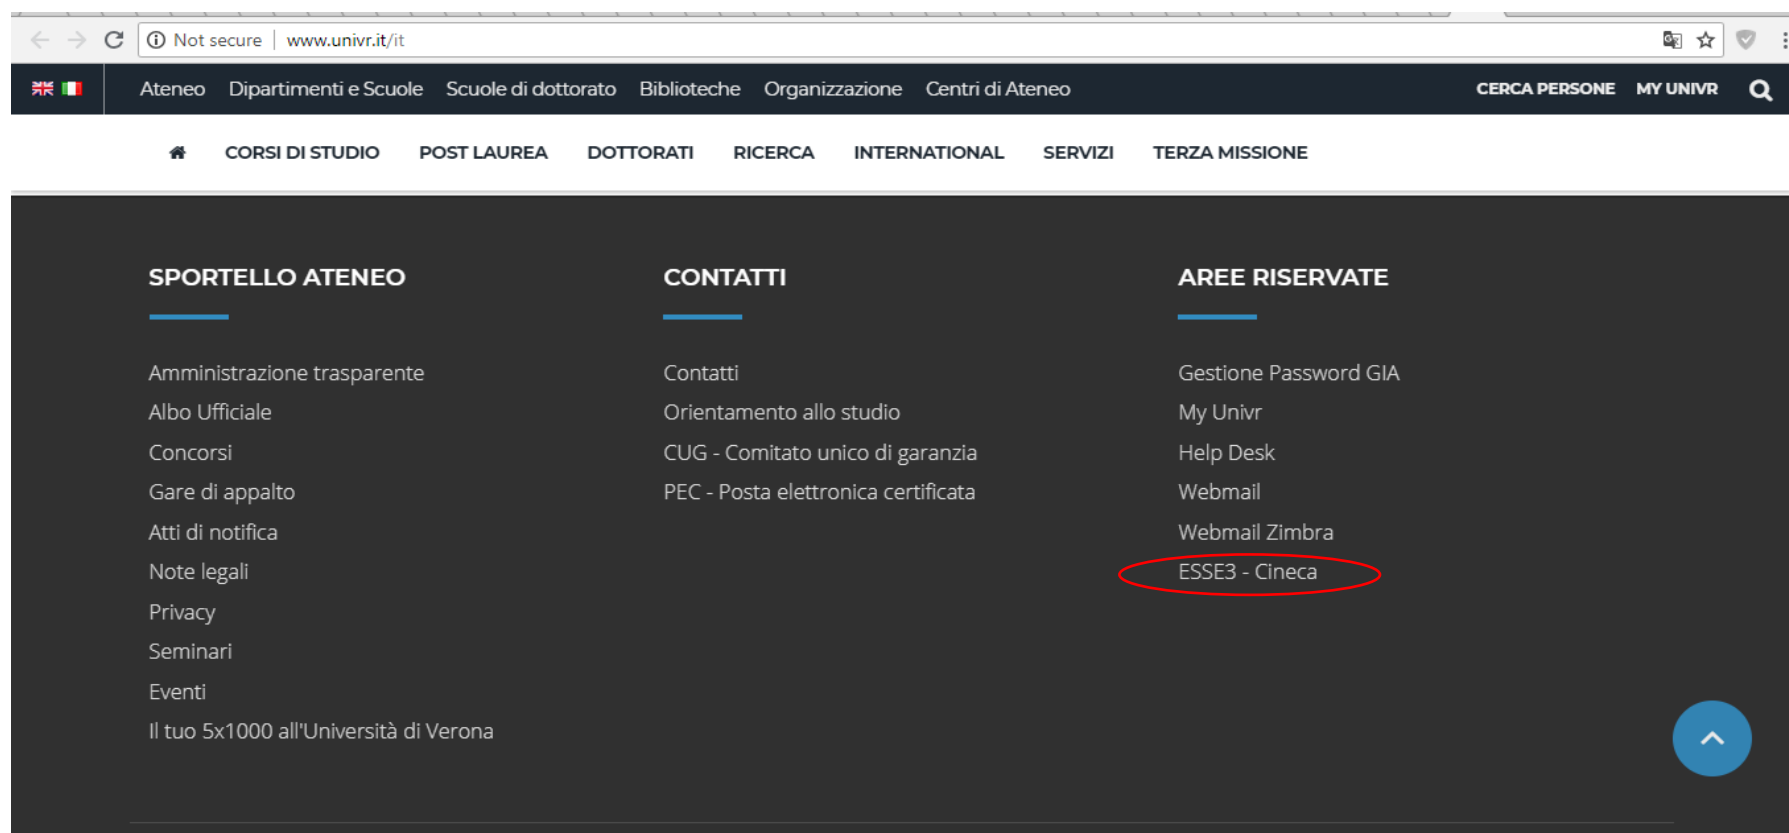 Not secure | www.univr.it/it
Ateneo Dipartimenti e Scuole Scuole di dottorato Biblioteche Organizzazione Centri di Ateneo CERCA PERSONE MY UNIVR
CORSI DI STUDIO POST LAUREA DOTTORATI RICERCA INTERNATIONAL SERVIZI TERZA MISSIONE
SPORTELLO ATENEO
Amministrazione trasparente
Albo Ufficiale
Concorsi
Gare di appalto
Atti di notifica
Note legali
Privacy
Seminari
Eventi
Il tuo 5x1000 all'Università di Verona
CONTATTI
Contatti
Orientamento allo studio
CUG - Comitato unico di garanzia
PEC - Posta elettronica certificata
AREE RISERVATE
Gestione Password GIA
My Univr
Help Desk
Webmail
Webmail Zimbra
ESSE3 - Cineca